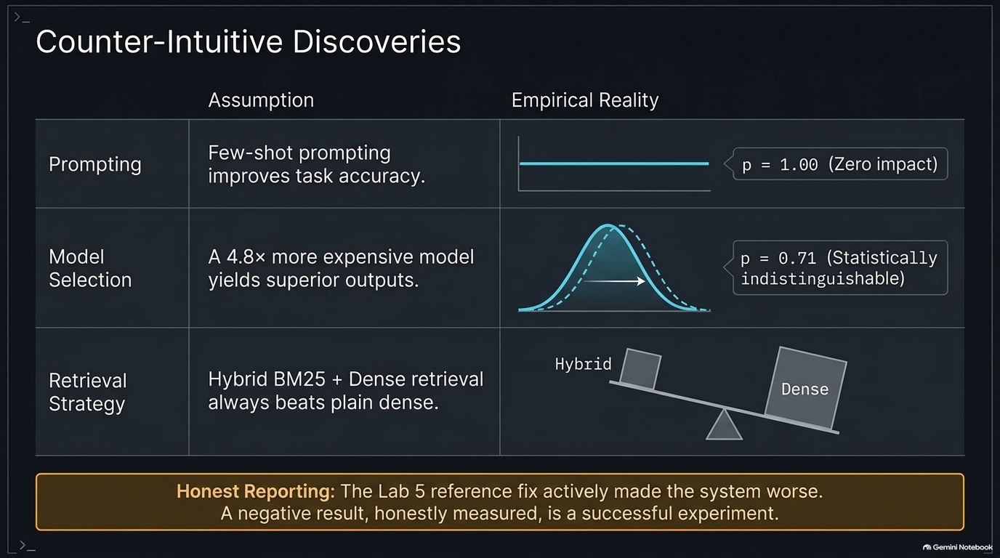 >_
Counter-Intuitive Discoveries
Assumption
Empirical Reality
Prompting
Few-shot prompting
improves task accuracy.
p = 1.00 (Zero impact)
Model
Selection
A 4.8× more expensive model
yields superior outputs.
p = 0.71 (Statistically
indistinguishable)
Retrieval
Strategy
Hybrid BM25 + Dense retrieval
always beats plain dense.
Hybrid
Dense
Honest Reporting: The Lab 5 reference fix actively made the system worse.
A negative result, honestly measured, is a successful experiment.
>_
Gemini Notebook